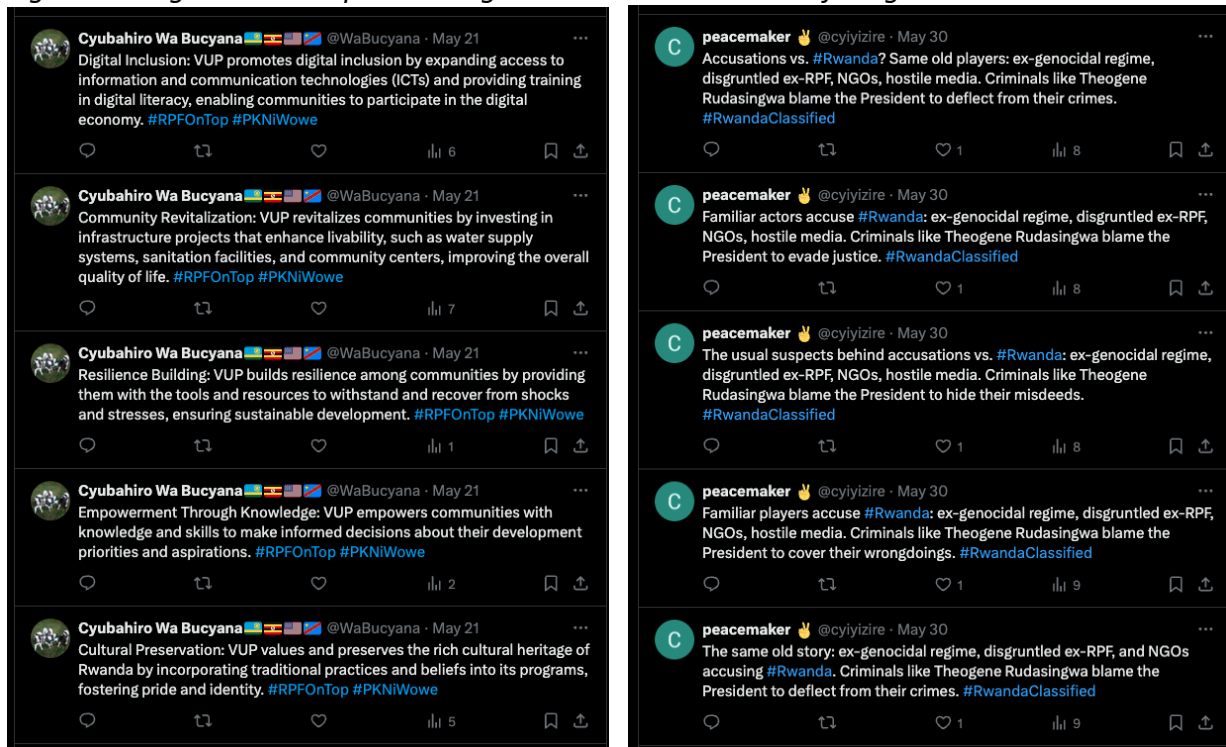 Cyubahiro Wa Bucyana🇷🇼🇺🇬🇺🇸🇨🇩 @WaBucyana · May 21
Digital Inclusion: VUP promotes digital inclusion by expanding access to
information and communication technologies (ICTs) and providing training
in digital literacy, enabling communities to participate in the digital
economy. #RPFOnTop #PKNiWowe
6
Cyubahiro Wa Bucyana🇷🇼🇺🇬🇺🇸🇨🇩 @WaBucyana · May 21
Community Revitalization: VUP revitalizes communities by investing in
infrastructure projects that enhance livability, such as water supply
systems, sanitation facilities, and community centers, improving the overall
quality of life. #RPFOnTop #PKNiWowe
7
Cyubahiro Wa Bucyana🇷🇼🇺🇬🇺🇸🇨🇩 @WaBucyana · May 21
Resilience Building: VUP builds resilience among communities by providing
them with the tools and resources to withstand and recover from shocks
and stresses, ensuring sustainable development. #RPFOnTop #PKNiWowe
1
Cyubahiro Wa Bucyana🇷🇼🇺🇬🇺🇸🇨🇩 @WaBucyana · May 21
Empowerment Through Knowledge: VUP empowers communities with
knowledge and skills to make informed decisions about their development
priorities and aspirations. #RPFOnTop #PKNiWowe
2
Cyubahiro Wa Bucyana🇷🇼🇺🇬🇺🇸🇨🇩 @WaBucyana · May 21
Cultural Preservation: VUP values and preserves the rich cultural heritage of
Rwanda by incorporating traditional practices and beliefs into its programs,
fostering pride and identity. #RPFOnTop #PKNiWowe
5
C
peacemaker ✌️ @cyiyizire · May 30
Accusations vs. #Rwanda? Same old players: ex-genocidal regime,
disgruntled ex-RPF, NGOs, hostile media. Criminals like Theogene
Rudasingwa blame the President to deflect from their crimes.
#RwandaClassified
1 8
C
peacemaker ✌️ @cyiyizire · May 30
Familiar actors accuse #Rwanda: ex-genocidal regime, disgruntled ex-RPF,
NGOs, hostile media. Criminals like Theogene Rudasingwa blame the
President to evade justice. #RwandaClassified
1 8
C
peacemaker ✌️ @cyiyizire · May 30
The usual suspects behind accusations vs. #Rwanda: ex-genocidal regime,
disgruntled ex-RPF, NGOs, hostile media. Criminals like Theogene
Rudasingwa blame the President to hide their misdeeds.
#RwandaClassified
1 8
C
peacemaker ✌️ @cyiyizire · May 30
Familiar players accuse #Rwanda: ex-genocidal regime, disgruntled ex-RPF,
NGOs, hostile media. Criminals like Theogene Rudasingwa blame the
President to cover their wrongdoings. #RwandaClassified
1 9
C
peacemaker ✌️ @cyiyizire · May 30
The same old story: ex-genocidal regime, disgruntled ex-RPF, and NGOs
accusing #Rwanda. Criminals like Theogene Rudasingwa blame the
President to deflect from their crimes. #RwandaClassified
1 9